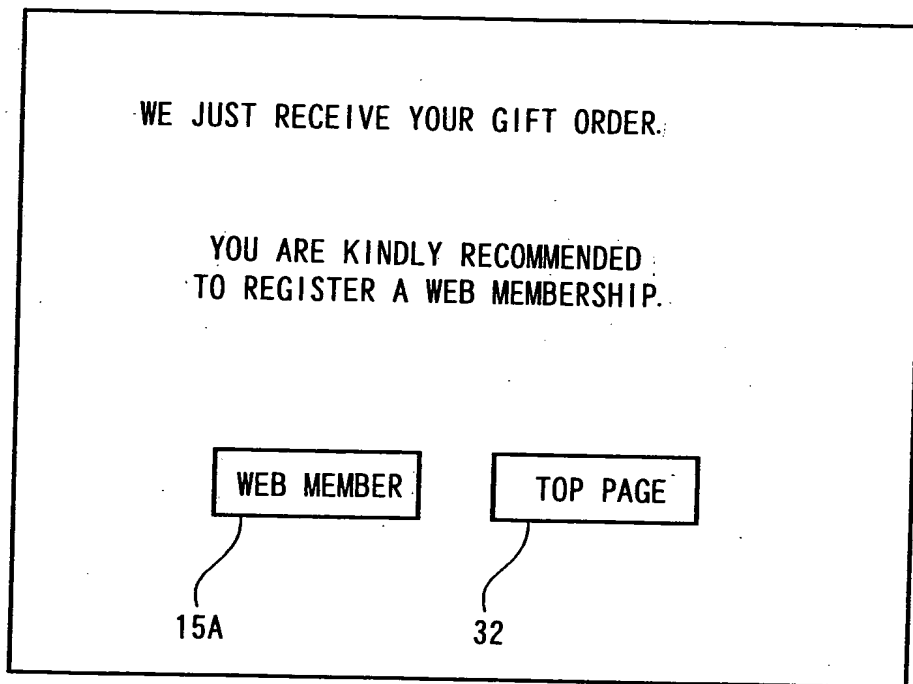 WE JUST RECEIVE YOUR GIFT ORDER.
YOU ARE KINDLY RECOMMENDED
TO REGISTER A WEB MEMBERSHIP.
WEB MEMBER
TOP PAGE
15A
32